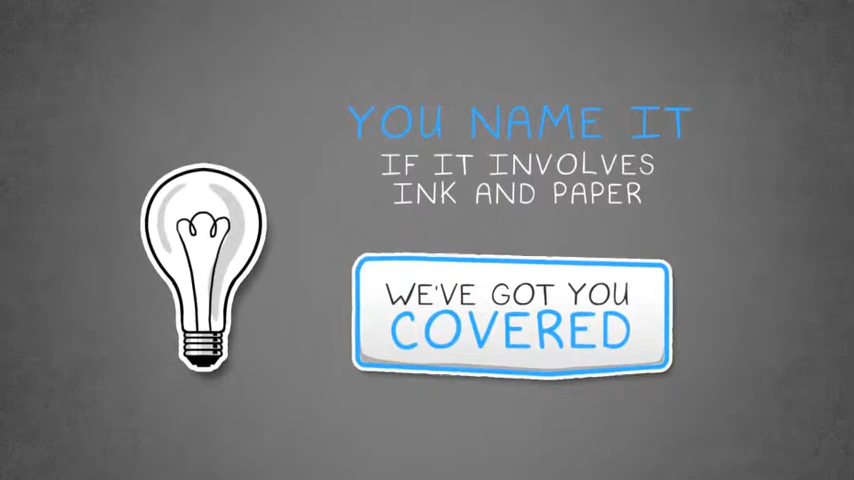 YOU NAME IT
IF IT INVOLVES
INK AND PAPER
WE'VE GOT YOU
COVERED